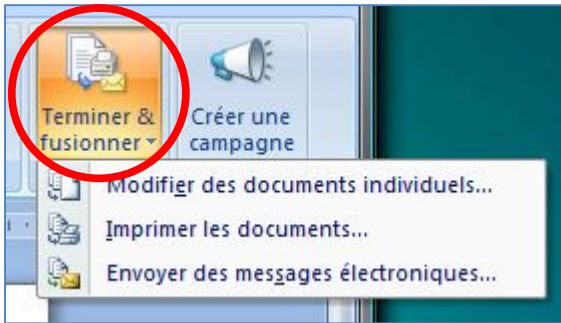 Terminer &
fusionner
Créer une
campagne
Modifier des documents individuels...
Imprimer les documents...
Envoyer des messages électroniques...